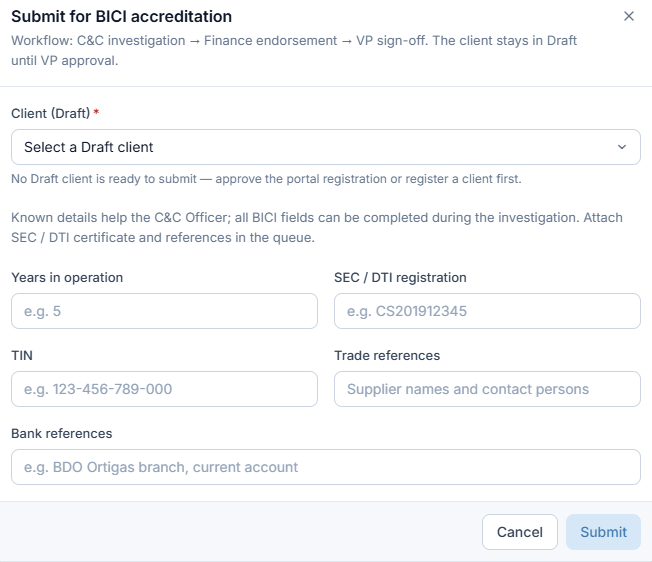 Submit for BICI accreditation
Workflow: C&C investigation → Finance endorsement → VP sign-off. The client stays in Draft
until VP approval.
Client (Draft) *
Select a Draft client
No Draft client is ready to submit — approve the portal registration or register a client first.
Known details help the C&C Officer; all BICI fields can be completed during the investigation. Attach
SEC / DTI certificate and references in the queue.
Years in operation
SEC / DTI registration
e.g. 5
e.g. CS201912345
TIN
Trade references
e.g. 123-456-789-000
Supplier names and contact persons
Bank references
e.g. BDO Ortigas branch, current account
Cancel
Submit